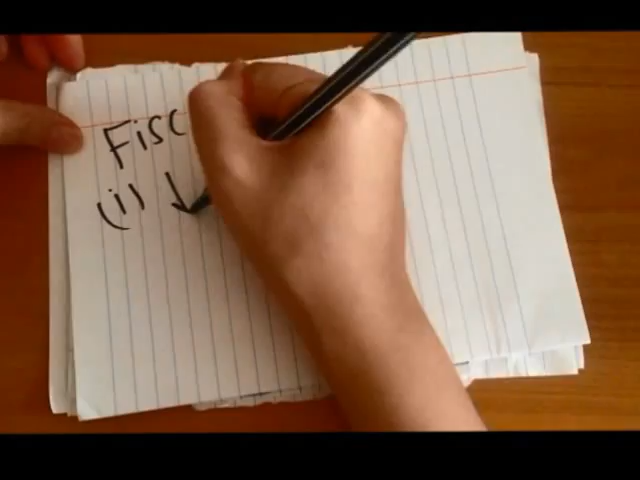 Fisc
(i) ↓